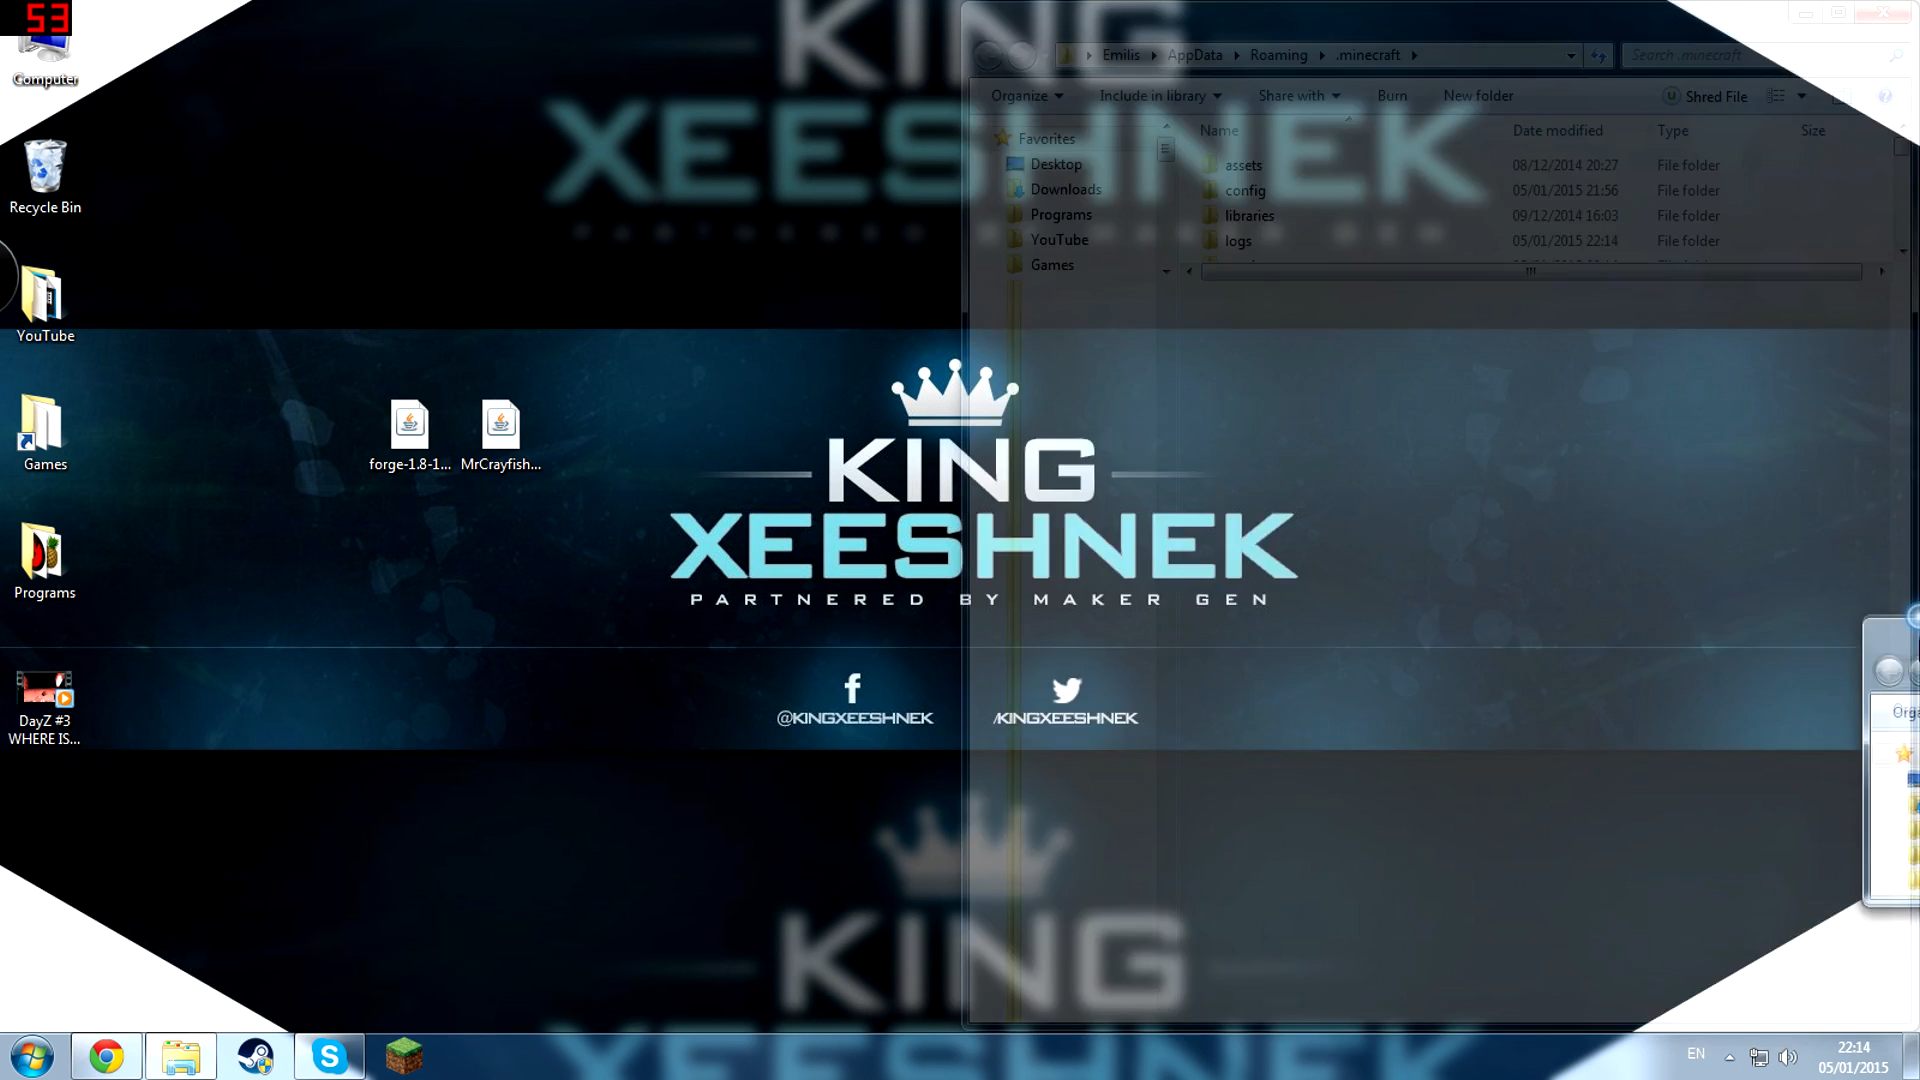 53
Computer
Recycle Bin
YouTube
Games
Programs
DayZ #3
WHERE IS...
forge-1.8-1...
MrCrayfish...
KING
XEESHNEK
KING
XEESHNEK
PARTNERED BY MAKER GEN
@KINGXEESHNEK
/KINGXEESHNEK
KING
XEESHNEK
Emilis
AppData
Roaming
.minecraft
Search .minecraft
Organize
Include in library
Share with
Burn
New folder
Shred File
Favorites
Desktop
Downloads
Programs
YouTube
Games
Name
Date modified
Type
Size
assets
08/12/2014 20:27
File folder
config
05/01/2015 21:56
File folder
libraries
09/12/2014 16:03
File folder
logs
05/01/2015 22:14
File folder
EN
22:14
05/01/2015